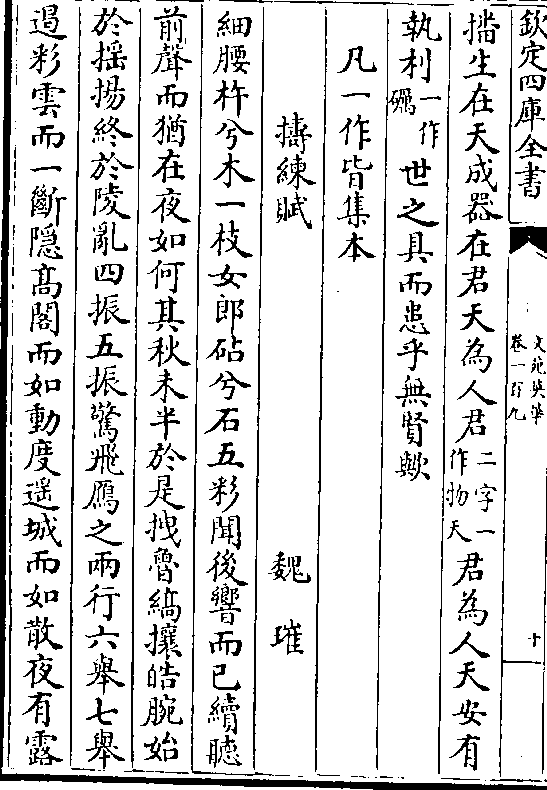 欽定四庫全書
文苑英華
卷一百九
十
擂生在天成器在君天為人君二字一作物天君為人天安有
執利一作礪世之具而患乎無賢歟
凡一作皆集本
擣練賦 魏璀
細腰杵兮木一枝女郎砧兮石五彩聞後響而已續聽
前聲而猶在夜如何其秋未半於是拽魯縞攘皓腕始
於揺揚終於陵亂四振五振驚飛鴈之兩行六舉七舉
遏彩雲而一斷隱髙閣而如動度遥城而如散夜有露